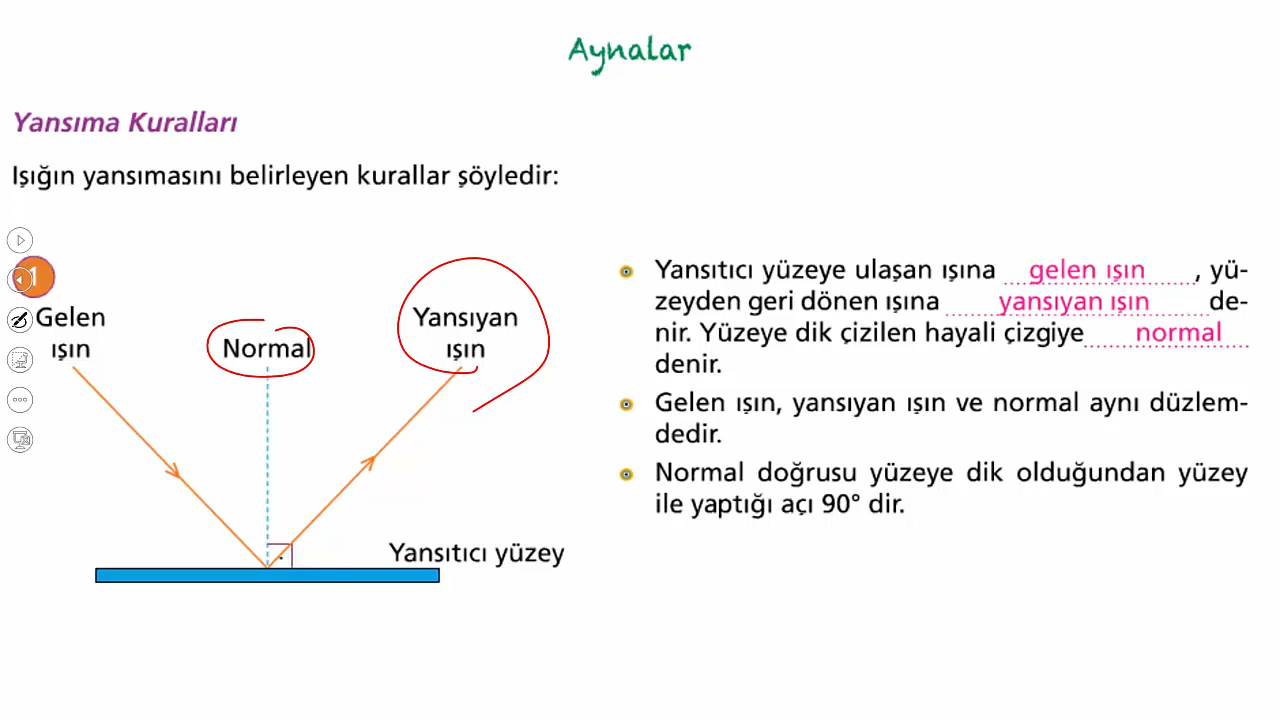 Aynalar
Yansıma Kuralları
Işığın yansımasını belirleyen kurallar şöyledir:
1
Gelen
ışın
Normal
Yansıyan
ışın
Yansıtıcı yüzey
Yansıtıcı yüzeye ulaşan ışına gelen ışın, yü-
zeyden geri dönen ışına yansıyan ışın de-
nir. Yüzeye dik çizilen hayali çizgiye normal
denir.
Gelen ışın, yansıyan ışın ve normal aynı düzlem-
dedir.
Normal doğrusu yüzeye dik olduğundan yüzey
ile yaptığı açı 90° dir.